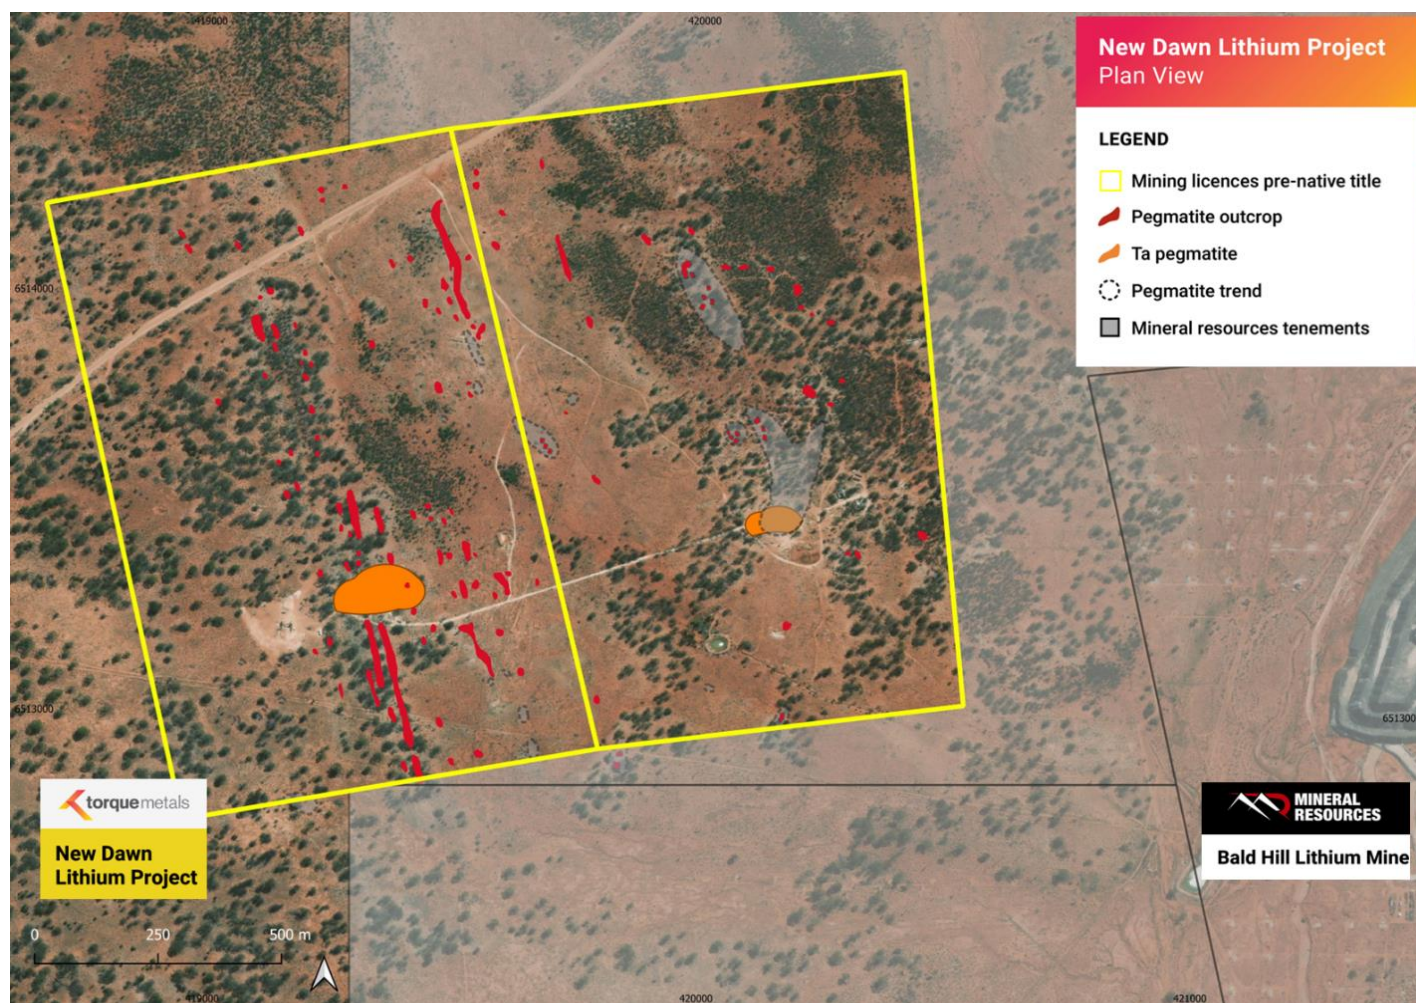 419000
420000
New Dawn Lithium Project
Plan View
LEGEND
Mining licences pre-native title
Pegmatite outcrop
Ta pegmatite
Pegmatite trend
Mineral resources tenements
6514000
6513000
6513000
torquemetals
New Dawn
Lithium Project
MINERAL
RESOURCES
Bald Hill Lithium Mine
0 250 500 m
419000
420000
421000